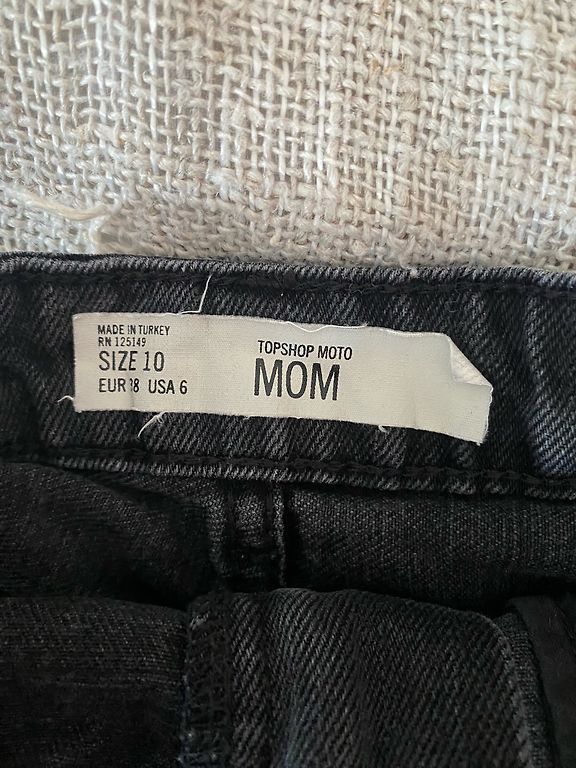 MADE IN TURKEY
RN 125149
SIZE 10
EUR 38 USA 6
TOPSHOP MOTO
MOM